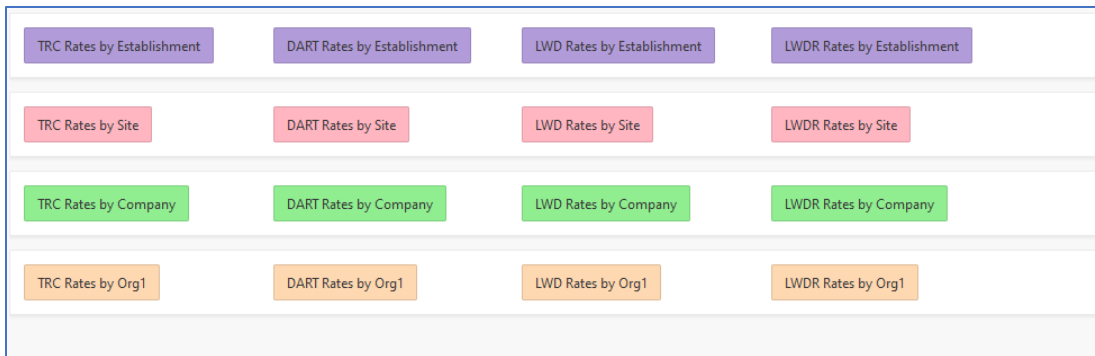 TRC Rates by Establishment DART Rates by Establishment LWD Rates by Establishment LWDR Rates by Establishment
TRC Rates by Site DART Rates by Site LWD Rates by Site LWDR Rates by Site
TRC Rates by Company DART Rates by Company LWD Rates by Company LWDR Rates by Company
TRC Rates by Org1 DART Rates by Org1 LWD Rates by Org1 LWDR Rates by Org1